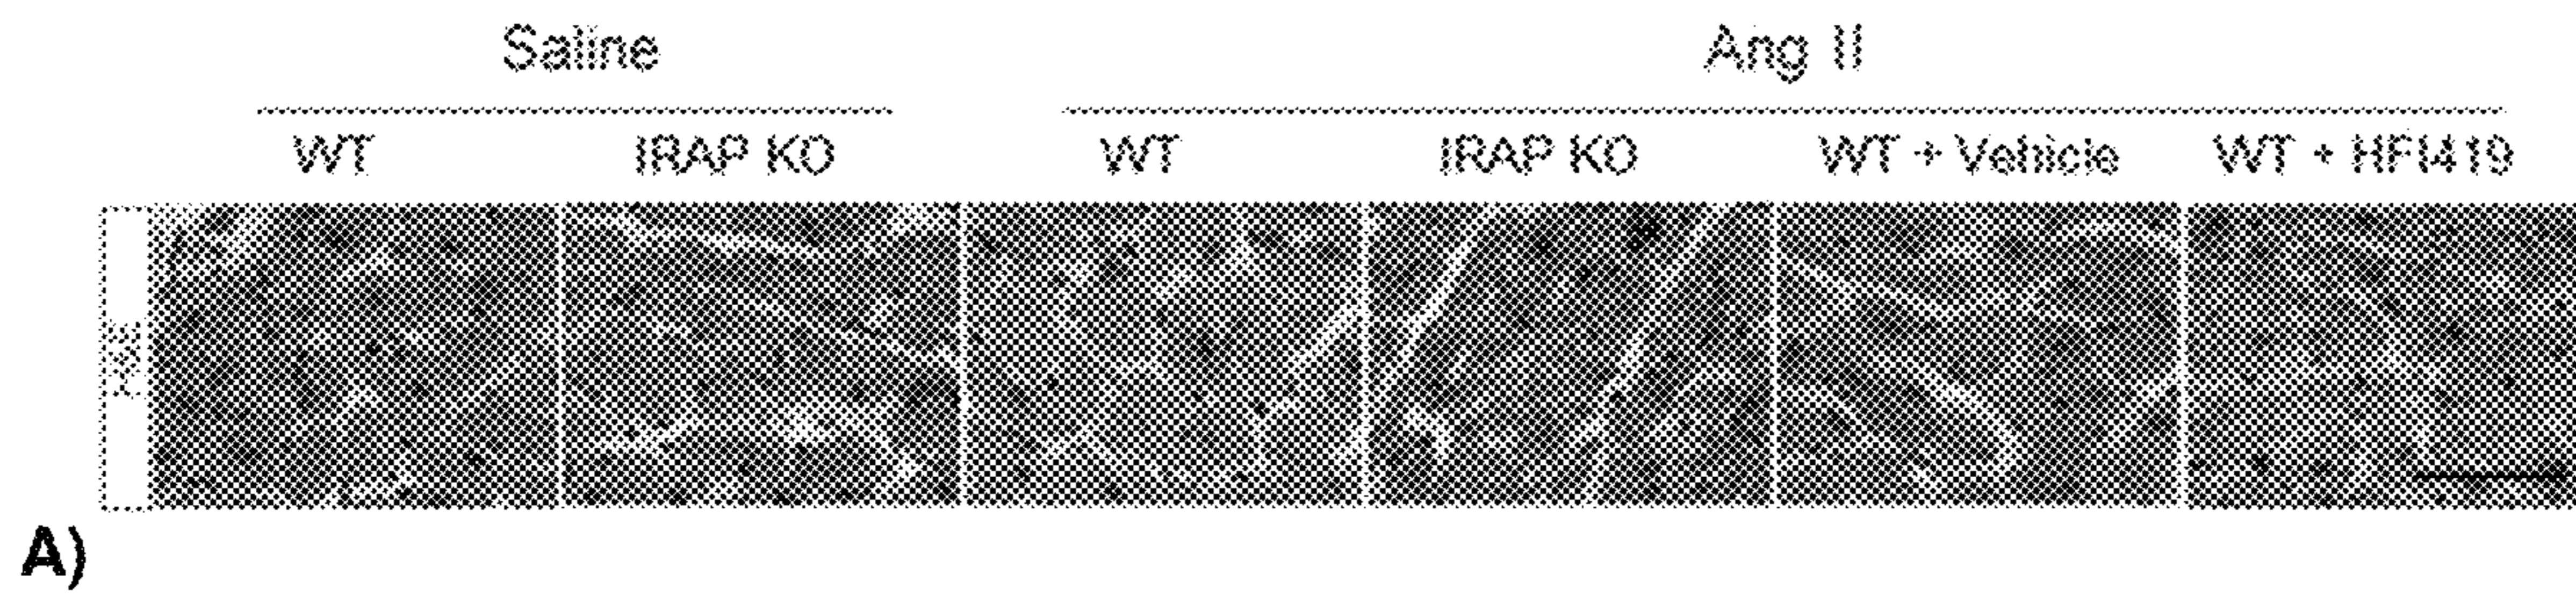 Saline Ang II
WT IRAP KO WT IRAP KO WT + Vehicle WT + HFI419
A)